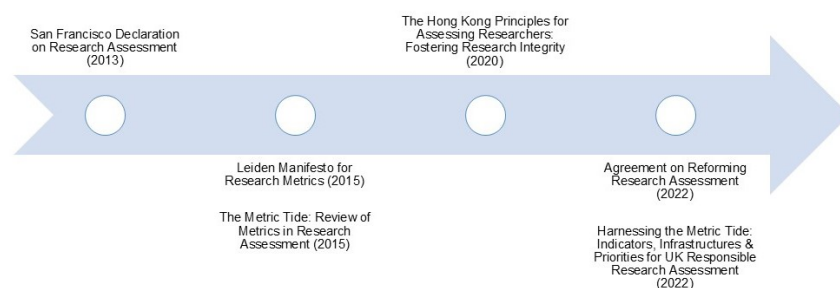 San Francisco Declaration
on Research Assessment
(2013)
The Hong Kong Principles for
Assessing Researchers:
Fostering Research Integrity
(2020)
Leiden Manifesto for
Research Metrics (2015)
The Metric Tide: Review of
Metrics in Research
Assessment (2015)
Agreement on Reforming
Research Assessment
(2022)
Harnessing the Metric Tide:
Indicators, Infrastructures &
Priorities for UK Responsible
Research Assessment
(2022)